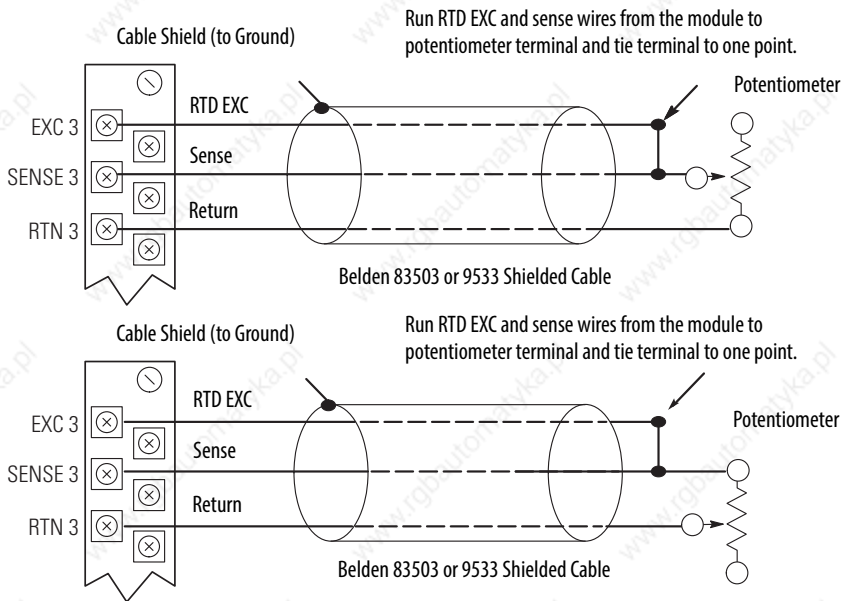 Cable Shield (to Ground)
Run RTD EXC and sense wires from the module to
potentiometer terminal and tie terminal to one point.
Potentiometer
RTD EXC
EXC 3
Sense
SENSE 3
Return
RTN 3
Belden 83503 or 9533 Shielded Cable
Cable Shield (to Ground)
Run RTD EXC and sense wires from the module to
potentiometer terminal and tie terminal to one point.
RTD EXC
Potentiometer
EXC 3
Sense
SENSE 3
Return
RTN 3
Belden 83503 or 9533 Shielded Cable
www.rgbautomatyka.pl